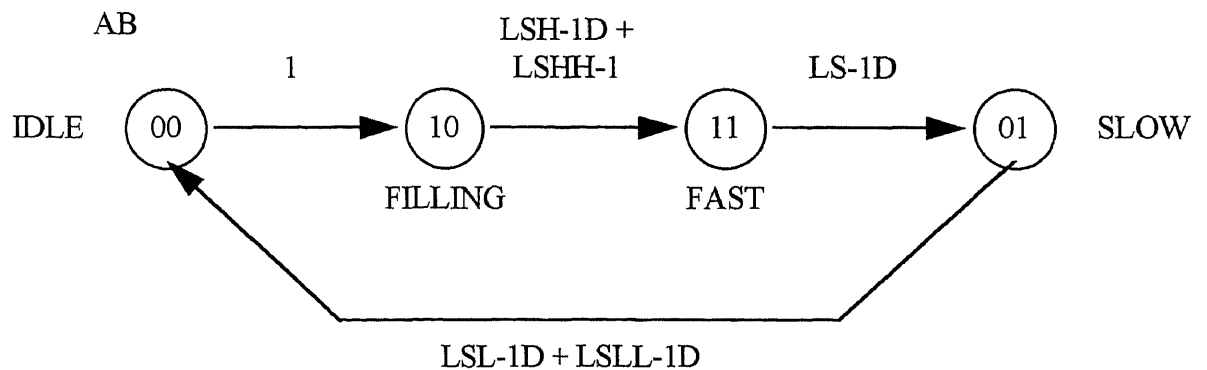 AB
LSH-1D +
LSHH-1
1
LS-1D
IDLE
00
10
11
01
SLOW
FILLING
FAST
LSL-1D + LSLL-1D